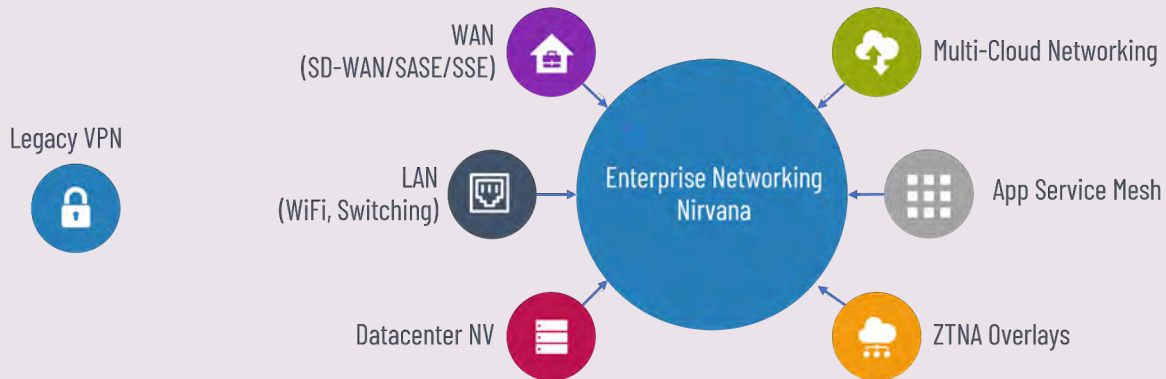 Legacy VPN
WAN
(SD-WAN/SASE/SSE)
LAN
(WiFi, Switching)
Datacenter NV
Enterprise Networking
Nirvana
Multi-Cloud Networking
App Service Mesh
ZTNA Overlays